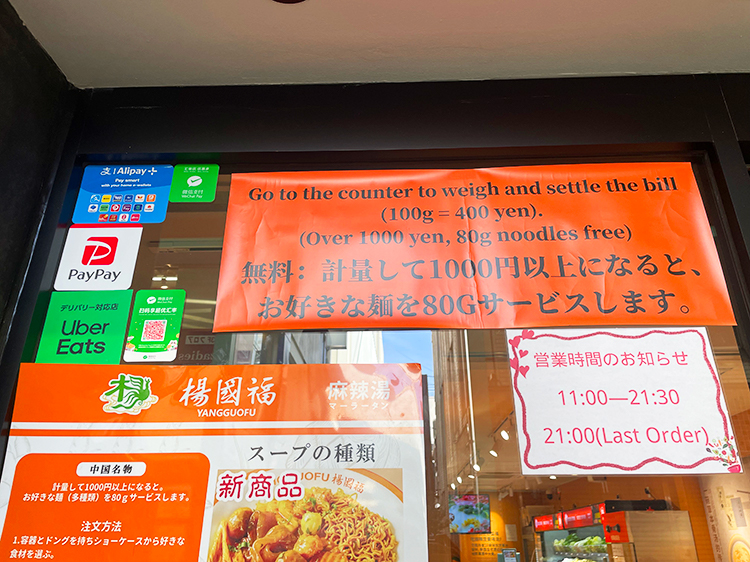 Alipay+
Pay smart
with your home e-wallets
WeChat Pay
PayPay
デリバリー対応店
Uber
Eats
Go to the counter to weigh and settle the bill
(100g = 400 yen).
(Over 1000 yen, 80g noodles free)
無料：計量して1000円以上になると、
お好きな麺を80Gサービスします。
営業時間のお知らせ
11:00—21:30
21:00(Last Order)
楊國福
YANGGUOFU
麻辣湯
マーラータン
スープの種類
新商品
中国名物
計量して1000円以上になると。
お好きな麺（多種類）を80gサービスします。
注文方法
1.容器とトングを持ちショーケースから好きな
食材を選ぶ。